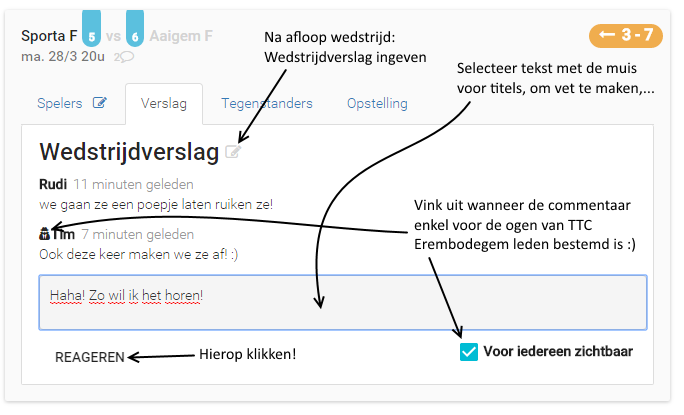 Sporta F 5 vs 6 Aaigem F
ma. 28/3 20u 2
← 3 - 7
Na afloop wedstrijd:
Wedstrijdverslag ingeven
Selecteer tekst met de muis
voor titels, om vet te maken,...
Spelers Verslag Tegenstanders Opstelling
Wedstrijdverslag
Rudi 11 minuten geleden
we gaan ze een poepje laten ruiken ze!
Tim 7 minuten geleden
Ook deze keer maken we ze af! :)
Vink uit wanneer de commentaar
enkel voor de ogen van TTC
Erembodegem leden bestemd is :)
Haha! Zo wil ik het horen!
REAGEREN
Hierop klikken!
Voor iedereen zichtbaar